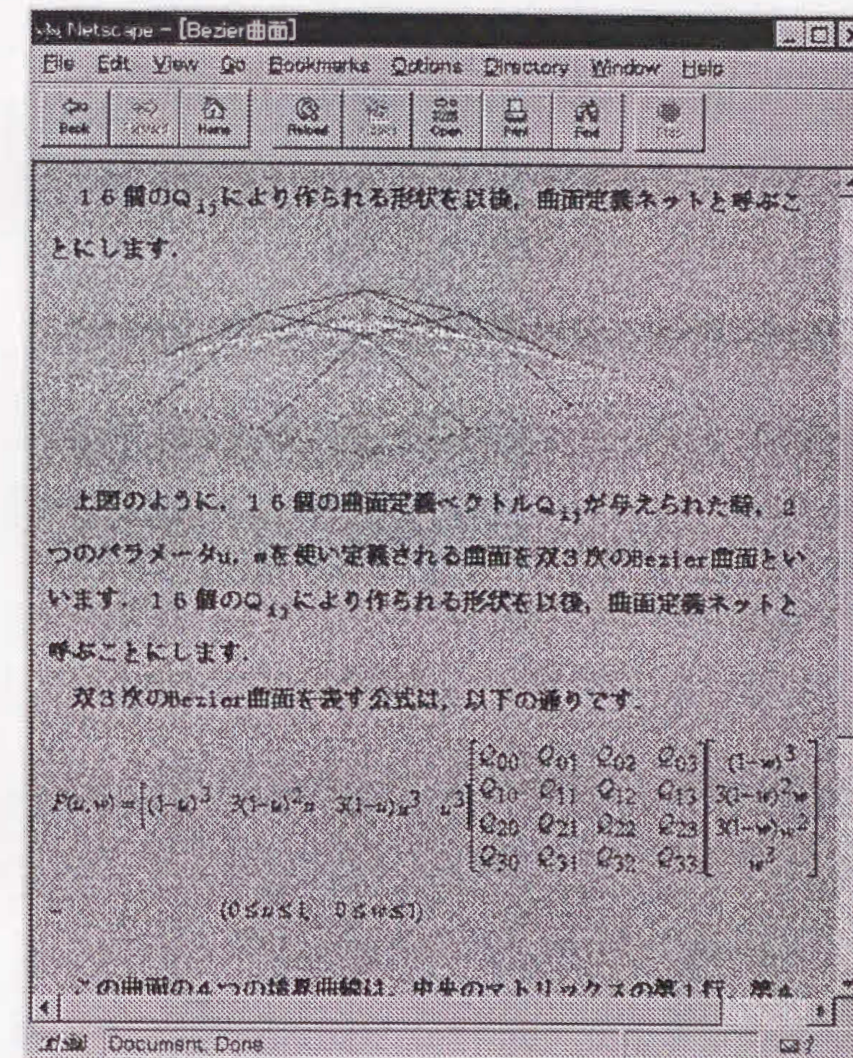 Netscape - [Bezier曲面]
File Edit View Go Bookmarks Options Directory Window Help
Back Forward Home Reload Open Print Find Stop
16個のQijにより作られる形状を以後，曲面定義ネットと呼ぶこ
とにします．
上図のように，16個の曲面定義ベクトルQijが与えられた時，2
つのパラメータu，wを使い定義される曲面を双3次のBezier曲面とい
います．16個のQijにより作られる形状を以後，曲面定義ネットと
呼ぶことにします．
双3次のBezier曲面を表す公式は，以下の通りです．
P(u,w) = [(1-u)^3 3(1-u)^2u 3(1-u)u^3 u^3]
Q00 Q01 Q02 Q03 (1-w)^3
Q10 Q11 Q12 Q13 3(1-w)^2w
Q20 Q21 Q22 Q23 3(1-w)w^2
Q30 Q31 Q32 Q33 w^3
(0≤u≤1, 0≤w≤1)
この曲面の4つの境界曲線は，中央のマトリックスの第1行，第4
Document: Done